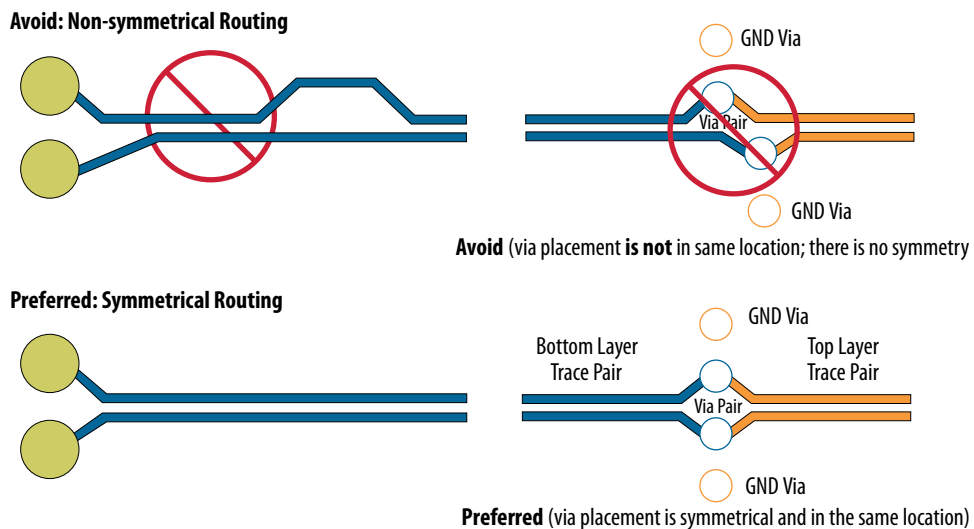 Avoid: Non-symmetrical Routing
GND Via
Via Pair
GND Via
Avoid (via placement is not in same location; there is no symmetry
Preferred: Symmetrical Routing
GND Via
Bottom Layer
Trace Pair
Top Layer
Trace Pair
Via Pair
GND Via
Preferred (via placement is symmetrical and in the same location)